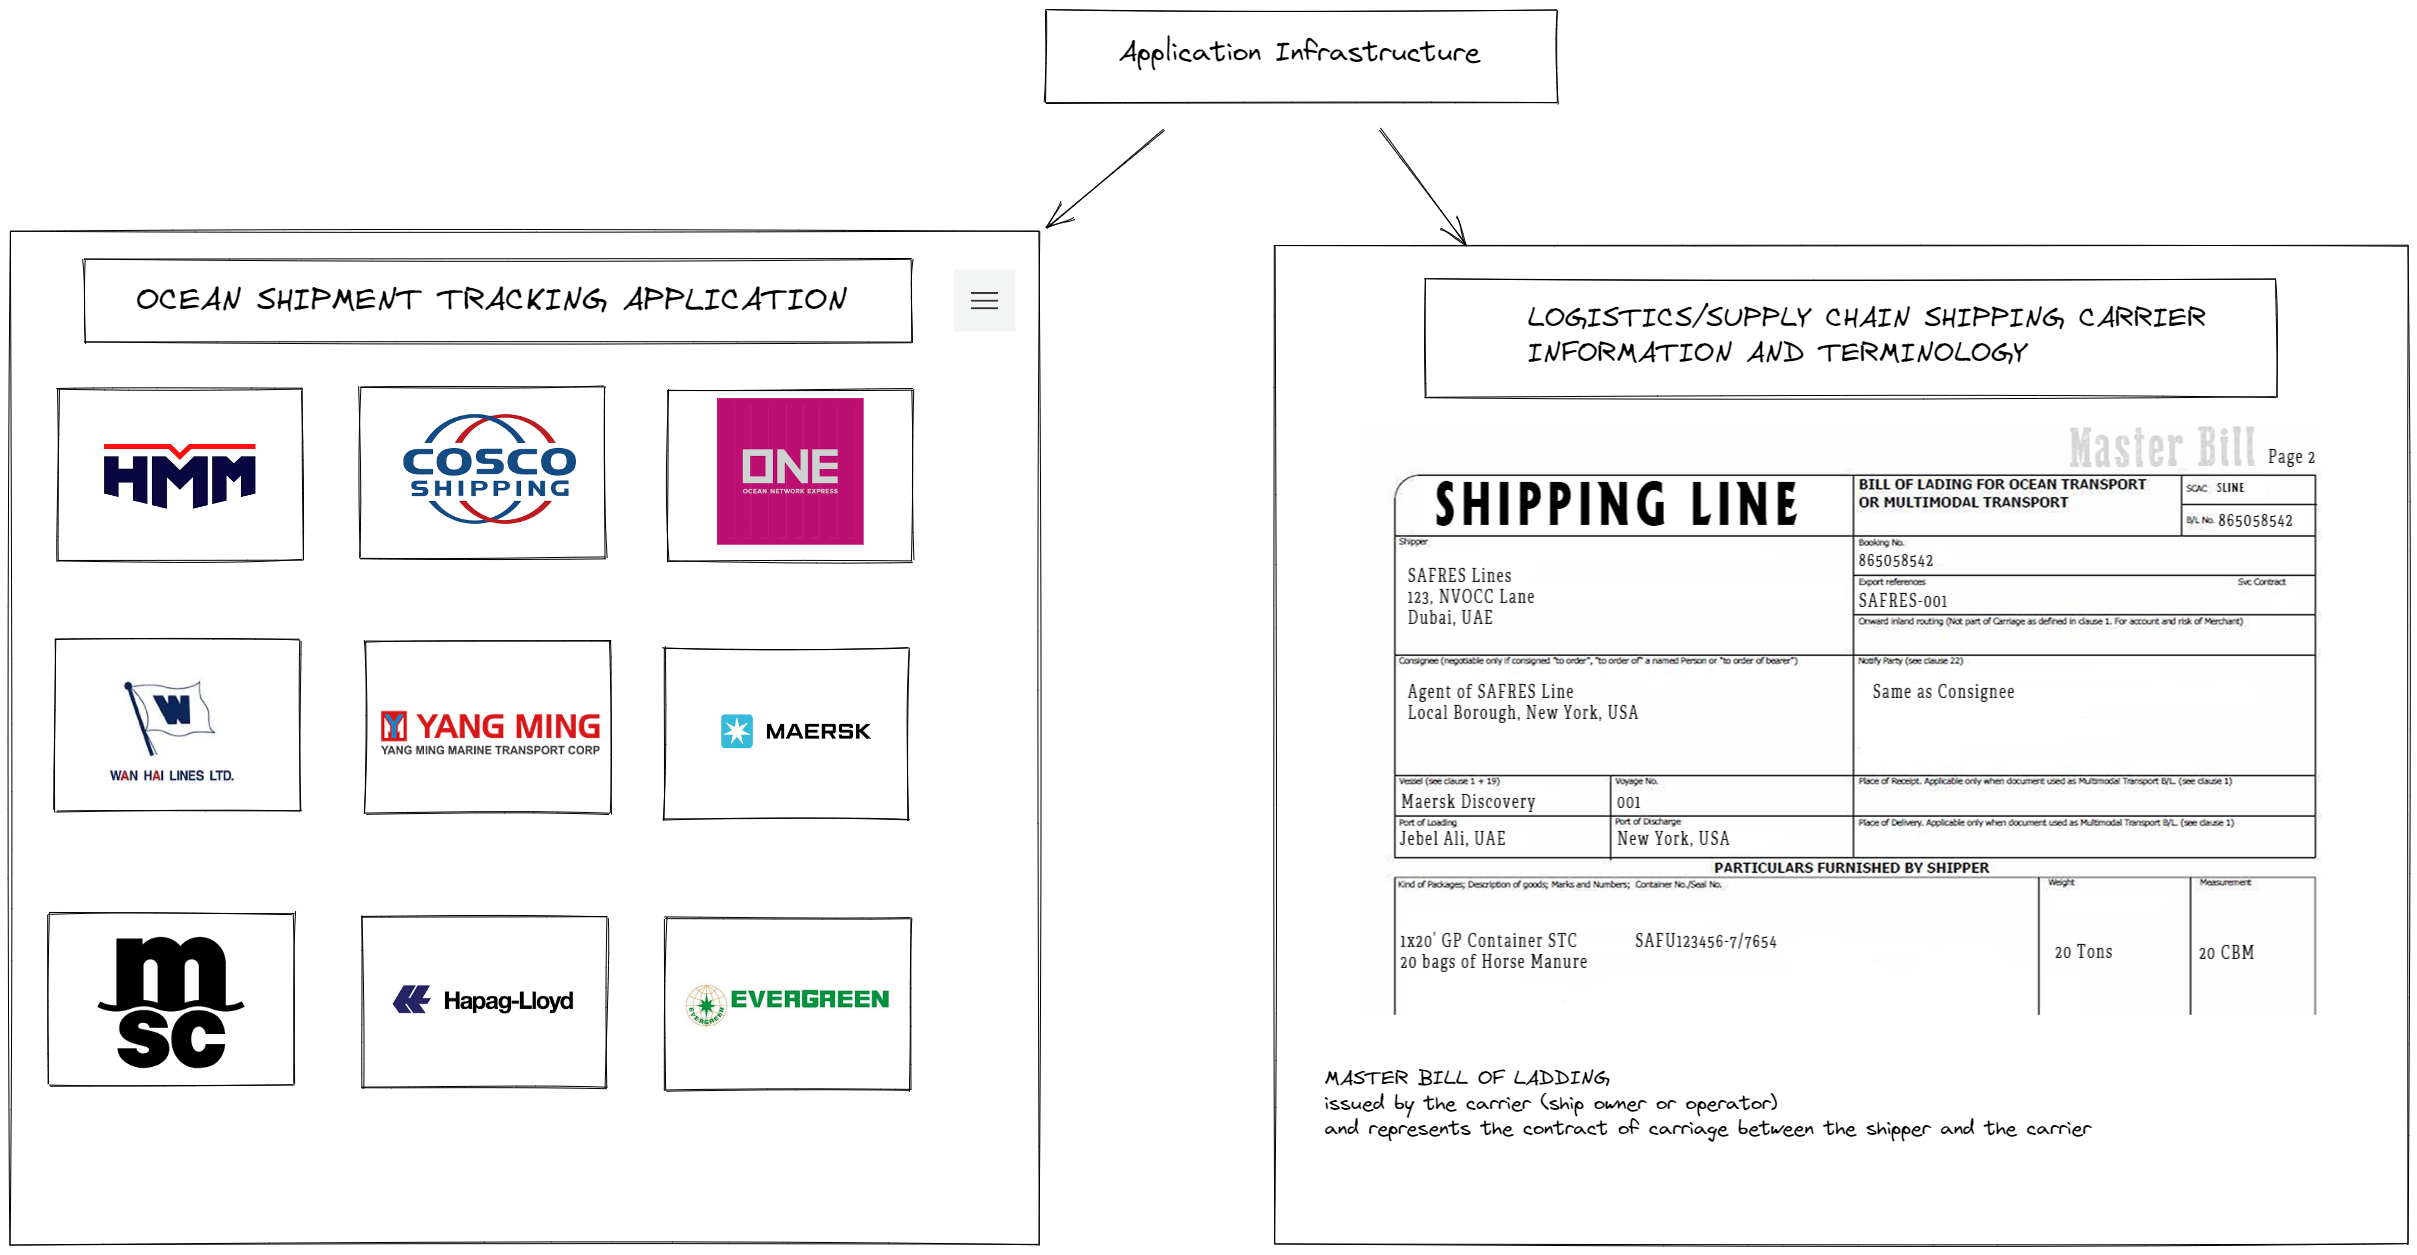 Application Infrastructure
OCEAN SHIPMENT TRACKING APPLICATION
HMM
COSCO
SHIPPING
ONE
OCEAN NETWORK EXPRESS
W
WAN HAI LINES LTD.
YM YANG MING
YANG MING MARINE TRANSPORT CORP
MAERSK
m
sc
Hapag-Lloyd
EVERGREEN
EVERGREEN
LOGISTICS/SUPPLY CHAIN SHIPPING CARRIER
INFORMATION AND TERMINOLOGY
Master Bill Page 2
SHIPPING LINE
BILL OF LADING FOR OCEAN TRANSPORT
OR MULTIMODAL TRANSPORT
SCAC SLINE
B/L No. 865058542
Shipper
SAFRES Lines
123, NVOCC Lane
Dubai, UAE
Booking No.
865058542
Export references Svc Contract
SAFRES-001
Onward inland routing (Not part of Carriage as defined in clause 1. For account and risk of Merchant)
Consignee (negotiable only if consigned "to order", "to order of" a named Person or "to order of bearer")
Agent of SAFRES Line
Local Borough, New York, USA
Notify Party (see clause 22)
Same as Consignee
Vessel (see clause 1 + 19)
Maersk Discovery
Voyage No.
001
Place of Receipt. Applicable only when document used as Multimodal Transport B/L. (see clause 1)
Port of Loading
Jebel Ali, UAE
Port of Discharge
New York, USA
Place of Delivery. Applicable only when document used as Multimodal Transport B/L. (see clause 1)
PARTICULARS FURNISHED BY SHIPPER
Kind of Packages; Description of goods; Marks and Numbers; Container No./Seal No.
Weight
Measurement
1x20' GP Container STC SAFU123456-7/7654
20 bags of Horse Manure
20 Tons
20 CBM
MASTER BILL OF LADDING
issued by the carrier (ship owner or operator)
and represents the contract of carriage between the shipper and the carrier